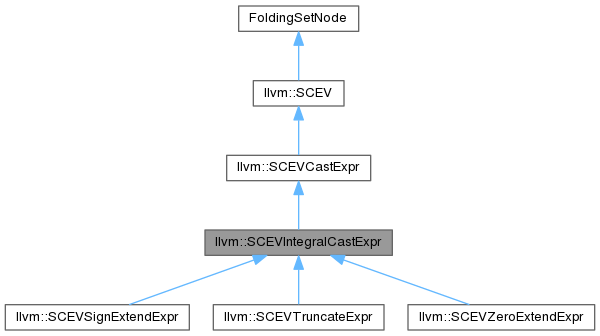 FoldingSetNode
llvm::SCEV
llvm::SCEVCastExpr
llvm::SCEVIntegralCastExpr
llvm::SCEVSignExtendExpr
llvm::SCEVTruncateExpr
llvm::SCEVZeroExtendExpr